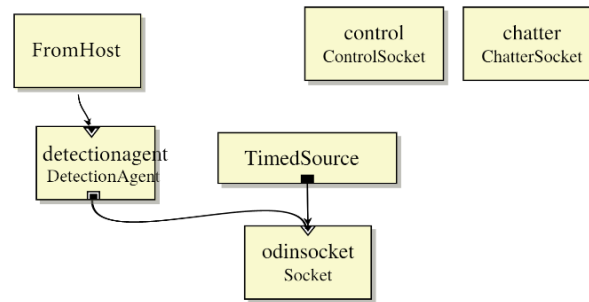 FromHost
control
ControlSocket
chatter
ChatterSocket
detectionagent
DetectionAgent
TimedSource
odinsocket
Socket